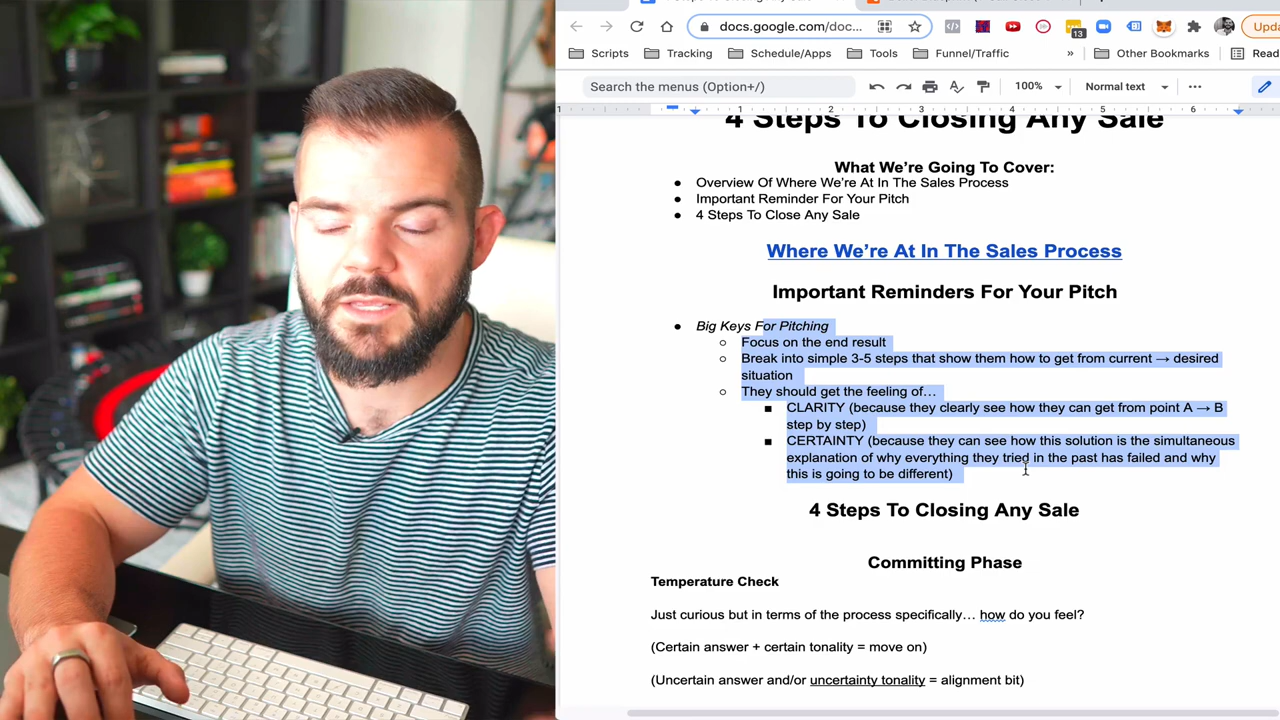 docs.google.com/doc...
13
Upda
Scripts
Tracking
Schedule/Apps
Tools
Funnel/Traffic
»
Other Bookmarks
Read
Search the menus (Option+/)
100%
Normal text
1 1 2 3 4 5 6
4 Steps To Closing Any Sale
What We’re Going To Cover:
● Overview Of Where We’re At In The Sales Process
● Important Reminder For Your Pitch
● 4 Steps To Close Any Sale
Where We’re At In The Sales Process
Important Reminders For Your Pitch
● Big Keys For Pitching
○ Focus on the end result
○ Break into simple 3-5 steps that show them how to get from current → desired
situation
○ They should get the feeling of…
■ CLARITY (because they clearly see how they can get from point A → B
step by step)
■ CERTAINTY (because they can see how this solution is the simultaneous
explanation of why everything they tried in the past has failed and why
this is going to be different)
4 Steps To Closing Any Sale
Committing Phase
Temperature Check
Just curious but in terms of the process specifically… how do you feel?
(Certain answer + certain tonality = move on)
(Uncertain answer and/or uncertainty tonality = alignment bit)